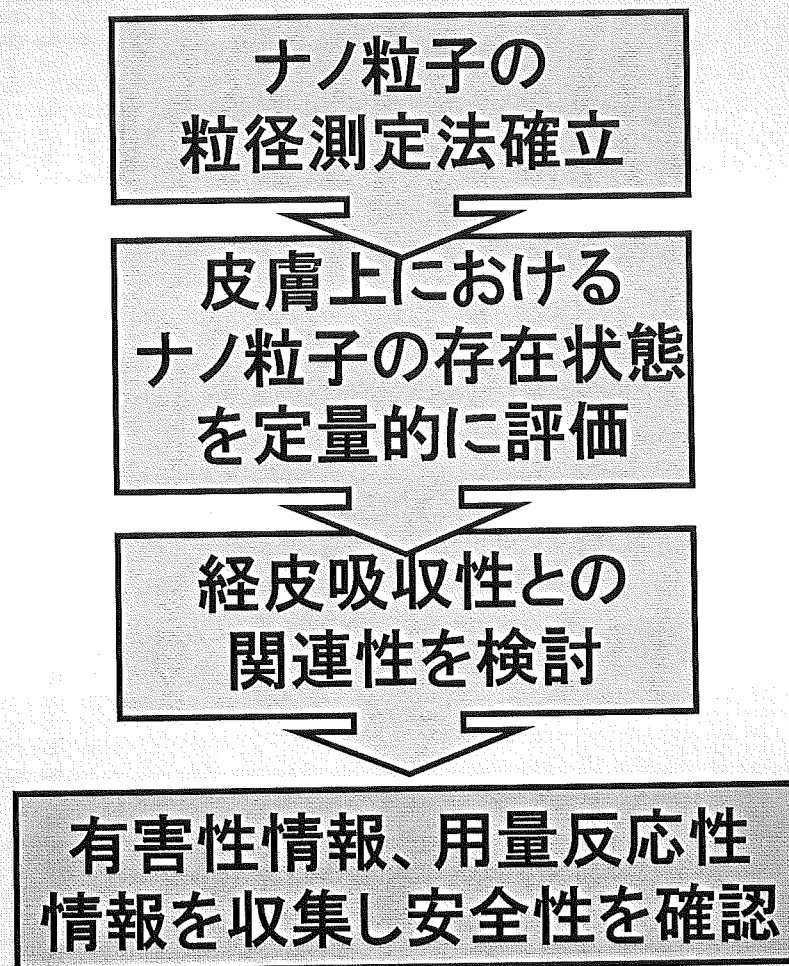 ナノ粒子の
粒径測定法確立
皮膚上における
ナノ粒子の存在状態
を定量的に評価
経皮吸収性との
関連性を検討
有害性情報、用量反応性
情報を収集し安全性を確認